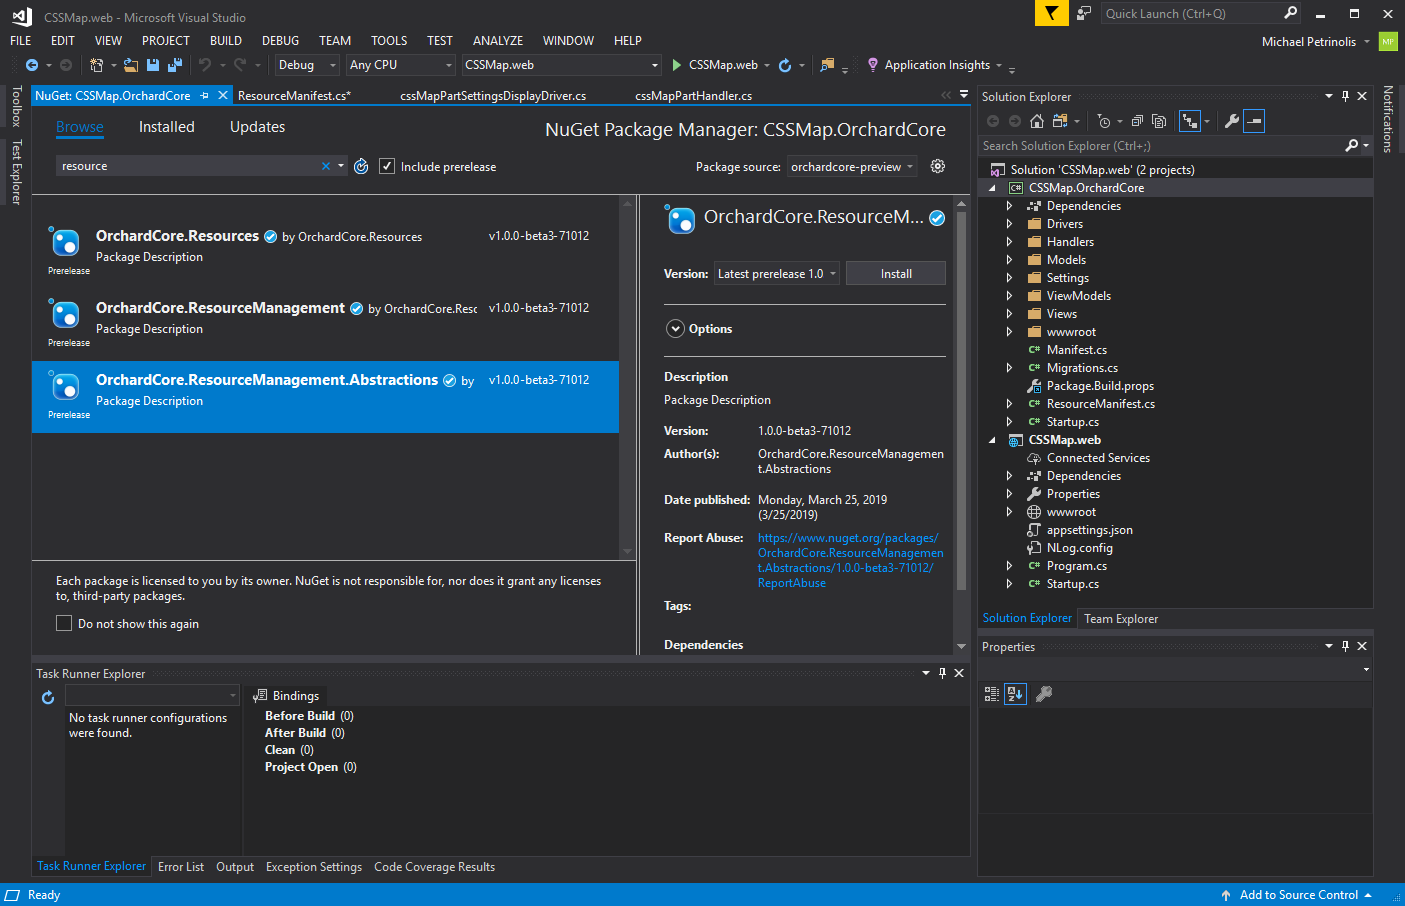 CSSMap.web - Microsoft Visual Studio
Quick Launch (Ctrl+Q)
FILE EDIT VIEW PROJECT BUILD DEBUG TEAM TOOLS TEST ANALYZE WINDOW HELP
Michael Petrinolis MP
Debug Any CPU CSSMap.web CSSMap.web Application Insights
Toolbox
Test Explorer
NuGet: CSSMap.OrchardCore ResourceManifest.cs* cssMapPartSettingsDisplayDriver.cs cssMapPartHandler.cs
Browse Installed Updates
NuGet Package Manager: CSSMap.OrchardCore
resource
Include prerelease
Package source: orchardcore-preview
OrchardCore.Resources by OrchardCore.Resources v1.0.0-beta3-71012
Package Description
Prerelease
OrchardCore.ResourceManagement by OrchardCore.Resc v1.0.0-beta3-71012
Package Description
Prerelease
OrchardCore.ResourceManagement.Abstractions by v1.0.0-beta3-71012
Package Description
Prerelease
Each package is licensed to you by its owner. NuGet is not responsible for, nor does it grant any licenses
to, third-party packages.
Do not show this again
OrchardCore.ResourceM...
Version: Latest prerelease 1.0 Install
Options
Description
Package Description
Version: 1.0.0-beta3-71012
Author(s): OrchardCore.ResourceManagemen
t.Abstractions
Date published: Monday, March 25, 2019
(3/25/2019)
Report Abuse: https://www.nuget.org/packages/
OrchardCore.ResourceManagemen
t.Abstractions/1.0.0-beta3-71012/
ReportAbuse
Tags:
Dependencies
Task Runner Explorer
No task runner configurations
were found.
Bindings
Before Build (0)
After Build (0)
Clean (0)
Project Open (0)
Task Runner Explorer Error List Output Exception Settings Code Coverage Results
Solution Explorer
Search Solution Explorer (Ctrl+;)
Solution 'CSSMap.web' (2 projects)
C# CSSMap.OrchardCore
Dependencies
Drivers
Handlers
Models
Settings
ViewModels
Views
wwwroot
C# Manifest.cs
C# Migrations.cs
Package.Build.props
C# ResourceManifest.cs
C# Startup.cs
CSSMap.web
Connected Services
Dependencies
Properties
wwwroot
appsettings.json
NLog.config
C# Program.cs
C# Startup.cs
Solution Explorer Team Explorer
Properties
Notifications
Ready
Add to Source Control